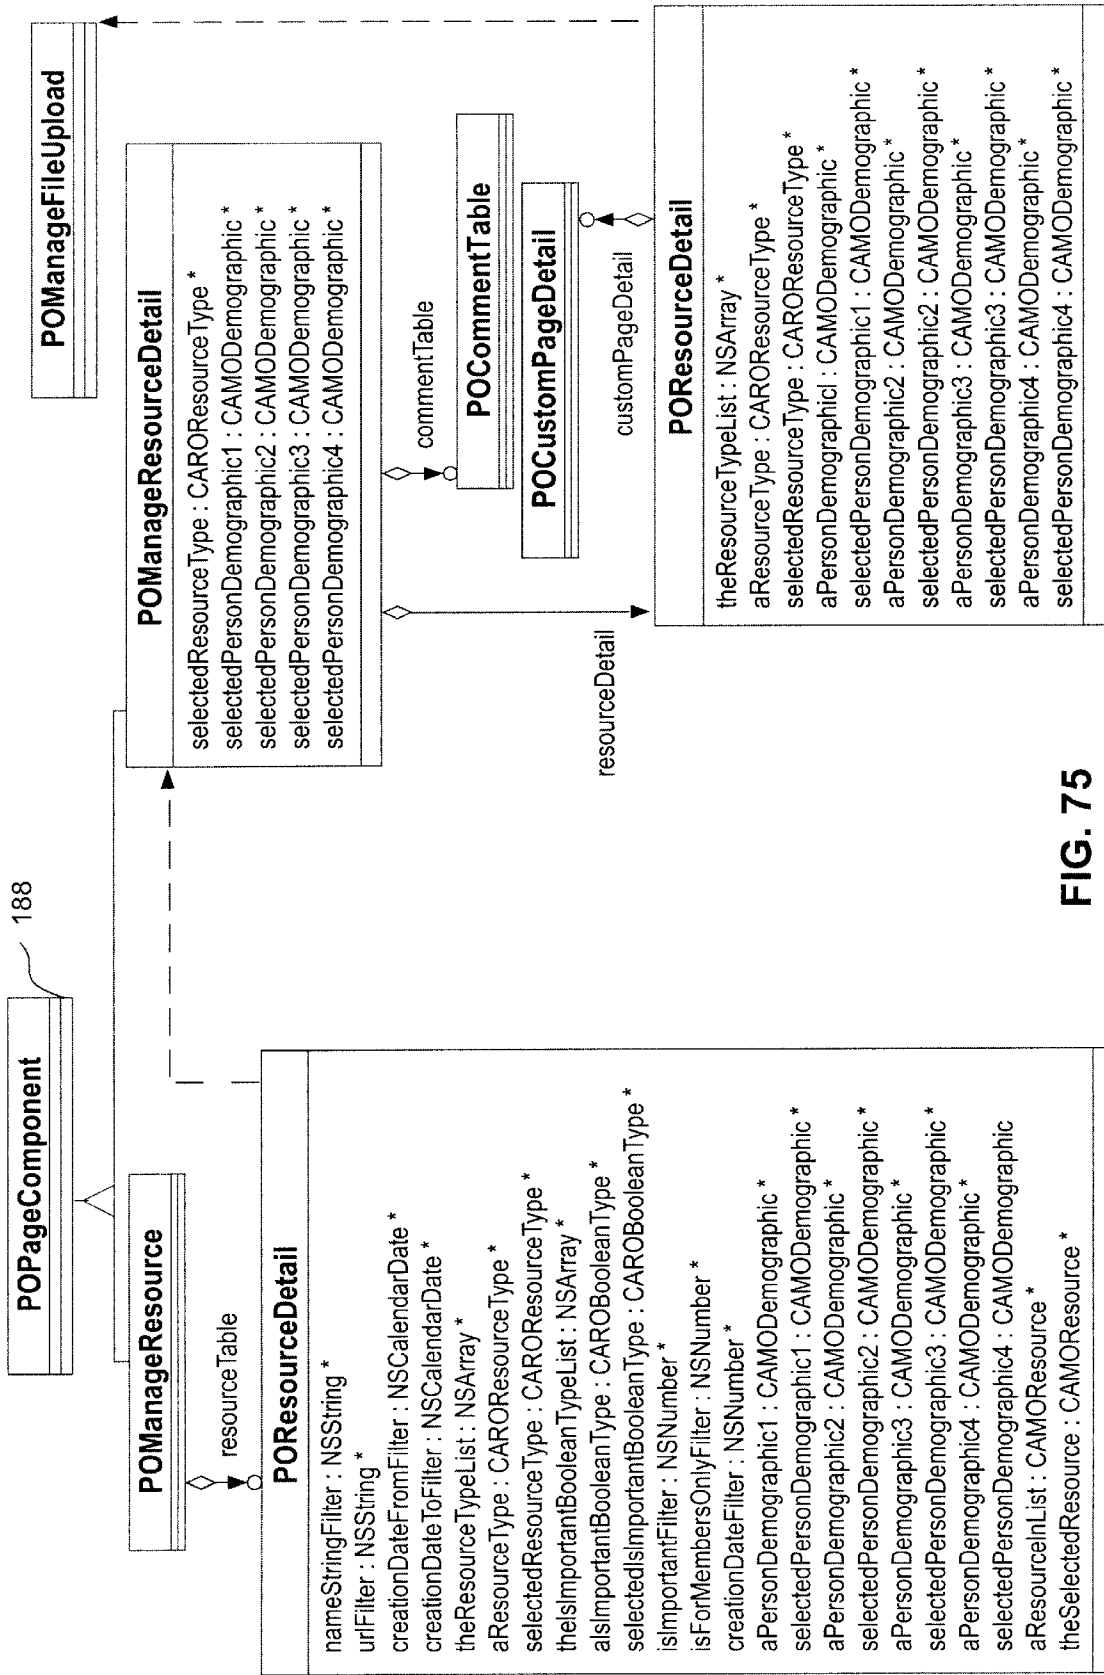 POPageComponent
188
POManageResource
resourceTable
POResourceDetail
nameStringFilter : NSString *
urlFilter : NSString *
creationDateFromFilter : NSCalendarDate *
creationDateToFilter : NSCalendarDate *
theResourceTypeList : NSArray *
aResourceType : CAROResourceType *
selectedResourceType : CAROResourceType *
theIsImportantBooleanTypeList : NSArray *
aIsImportantBooleanType : CAROBooleanType *
selectedIsImportantBooleanType : CAROBooleanType *
isImportantFilter : NSNumber *
isForMembersOnlyFilter : NSNumber *
creationDateFilter : NSNumber *
aPersonDemographic1 : CAMODemographic *
selectedPersonDemographic1 : CAMODemographic *
aPersonDemographic2 : CAMODemographic *
selectedPersonDemographic2 : CAMODemographic *
aPersonDemographic3 : CAMODemographic *
selectedPersonDemographic3 : CAMODemographic *
aPersonDemographic4 : CAMODemographic *
selectedPersonDemographic4 : CAMODemographic
aResourceInList : CAMOResource *
theSelectedResource : CAMOResource *
POManageFileUpload
POManageResourceDetail
selectedResourceType : CAROResourceType *
selectedPersonDemographic1 : CAMODemographic *
selectedPersonDemographic2 : CAMODemographic *
selectedPersonDemographic3 : CAMODemographic *
selectedPersonDemographic4 : CAMODemographic *
commentTable
POCommentTable
POCustomPageDetail
customPageDetail
resourceDetail
POResourceDetail
theResourceTypeList : NSArray *
aResourceType : CAROResourceType *
selectedResourceType : CAROResourceType *
aPersonDemographicl : CAMODemographic *
selectedPersonDemographic1 : CAMODemographic *
aPersonDemographic2 : CAMODemographic *
selectedPersonDemographic2 : CAMODemographic *
aPersonDemographic3 : CAMODemographic *
selectedPersonDemographic3 : CAMODemographic *
aPersonDemographic4 : CAMODemographic *
selectedPersonDemographic4 : CAMODemographic *
FIG. 75